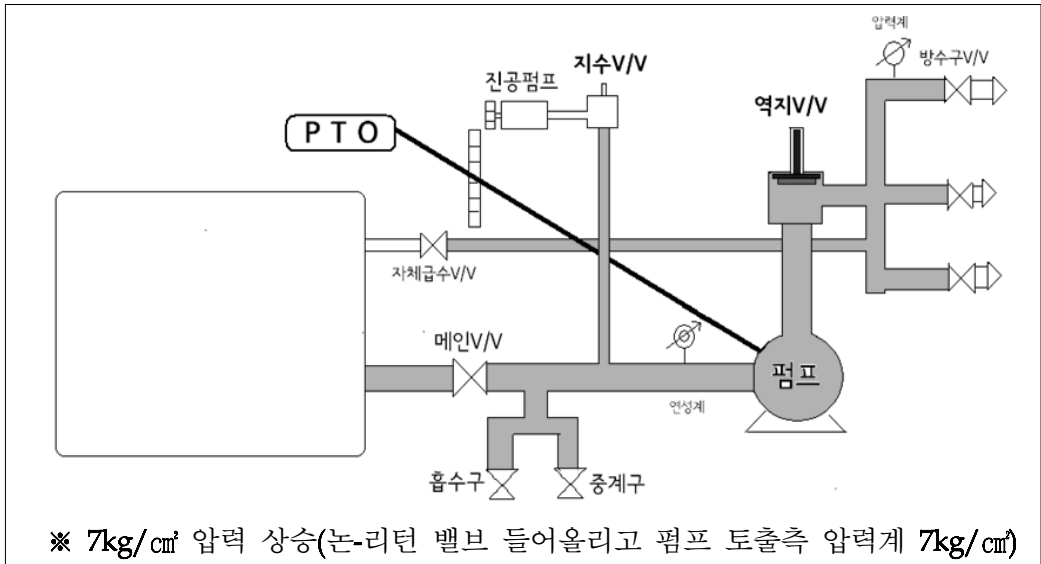 압력계
방수구V/V
지수V/V
진공펌프
역지V/V
P T O
자체급수V/V
메인V/V
펌프
연성계
흡수구
중계구
※ 7kg/㎠ 압력 상승(논-리턴 밸브 들어올리고 펌프 토출측 압력계 7kg/㎠)